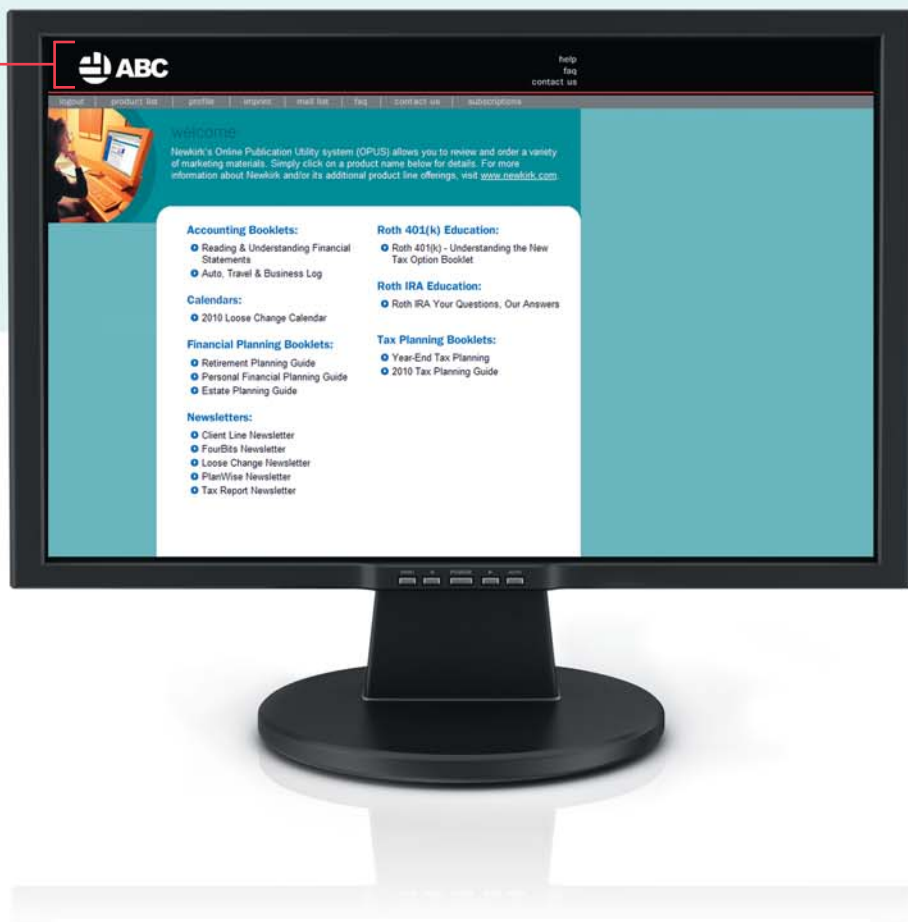 ABC
help
faq
contact us
logout | product list | profile | imprint | mail list | faq | contact us | subscriptions
welcome
Newkirk's Online Publication Utility system (OPUS) allows you to review and order a variety
of marketing materials. Simply click on a product name below for details. For more
information about Newkirk and/or its additional product line offerings, visit www.newkirk.com.
Accounting Booklets:
Reading & Understanding Financial
Statements
Auto, Travel & Business Log
Calendars:
2010 Loose Change Calendar
Financial Planning Booklets:
Retirement Planning Guide
Personal Financial Planning Guide
Estate Planning Guide
Newsletters:
Client Line Newsletter
FourBits Newsletter
Loose Change Newsletter
PlanWise Newsletter
Tax Report Newsletter
Roth 401(k) Education:
Roth 401(k) - Understanding the New
Tax Option Booklet
Roth IRA Education:
Roth IRA Your Questions, Our Answers
Tax Planning Booklets:
Year-End Tax Planning
2010 Tax Planning Guide